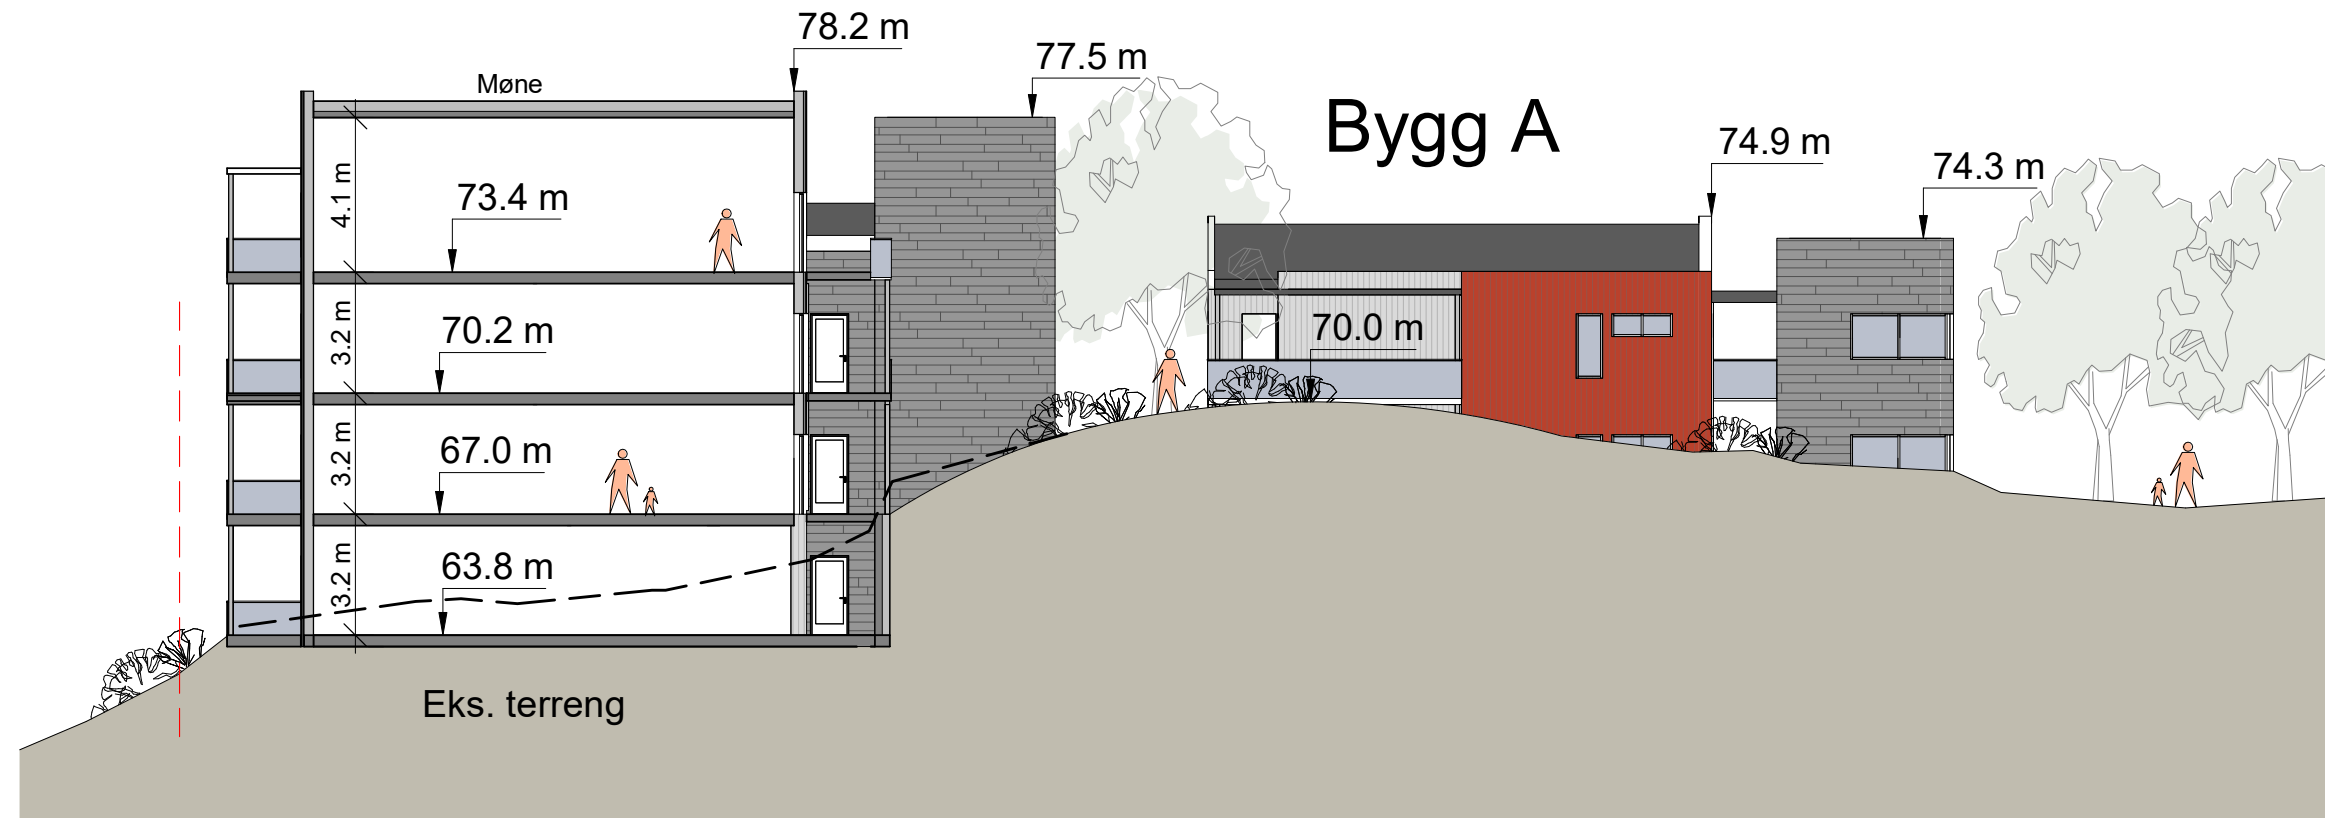 78.2 m
77.5 m
Møne
Bygg A
74.9 m
74.3 m
4.1 m
73.4 m
3.2 m
70.2 m
70.0 m
3.2 m
67.0 m
3.2 m
63.8 m
Eks. terreng